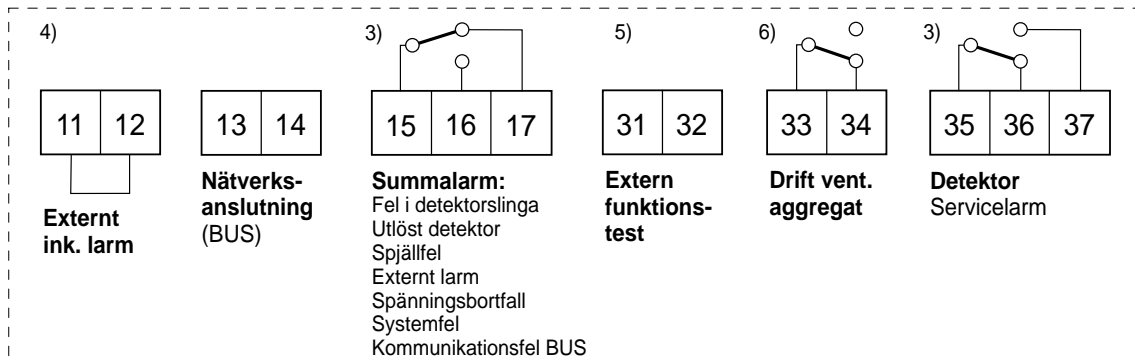 4)
3)
5)
6)
3)
11 12
13 14
15 16 17
31 32
33 34
35 36 37
Externt
ink. larm
Nätverks-
anslutning
(BUS)
Summalarm:
Fel i detektorslinga
Utlöst detektor
Spjällfel
Externt larm
Spänningsbortfall
Systemfel
Kommunikationsfel BUS
Extern
funktions-
test
Drift vent.
aggregat
Detektor
Servicelarm